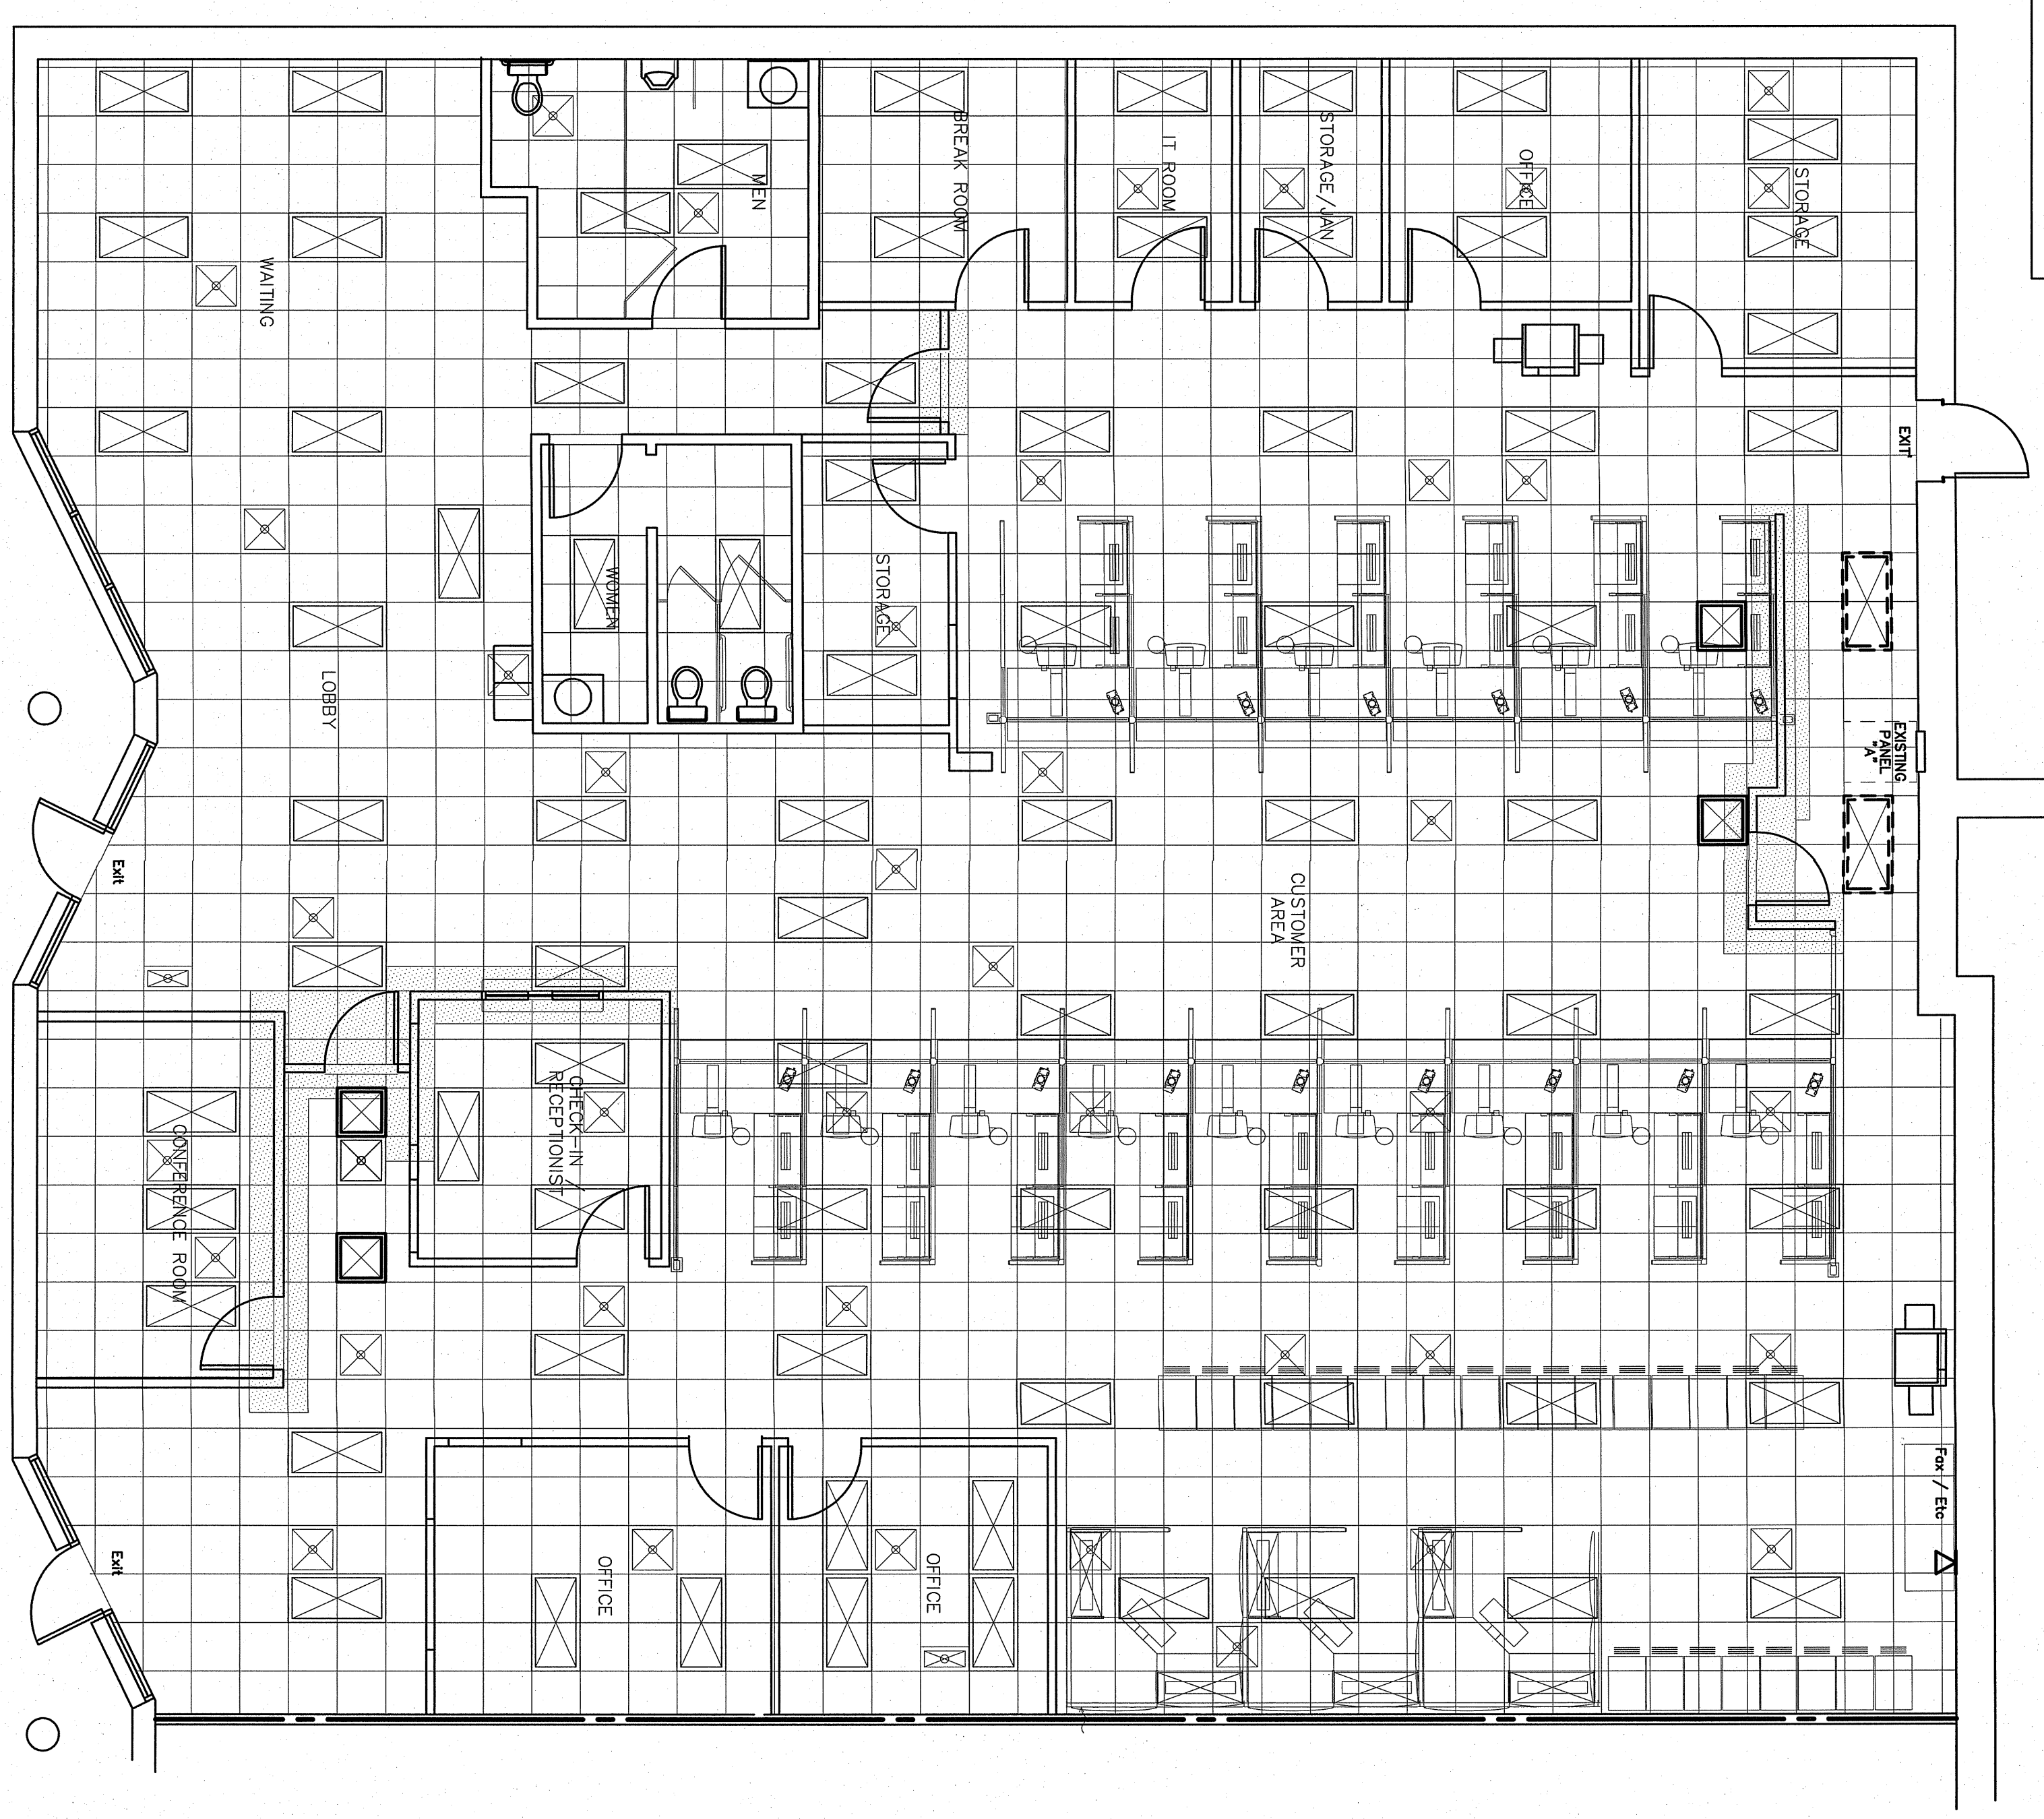 MEN
BREAK ROOM
IT ROOM
STORAGE/JAN
OFFICE
STORAGE
WAITING
EXIT
WOMEN
STORAGE
LOBBY
EXISTING
PANEL
"A"
Exit
CUSTOMER
AREA
CHECK-IN /
RECEPTIONIST
CONFERENCE ROOM
Fax / Etc
Exit
OFFICE
OFFICE